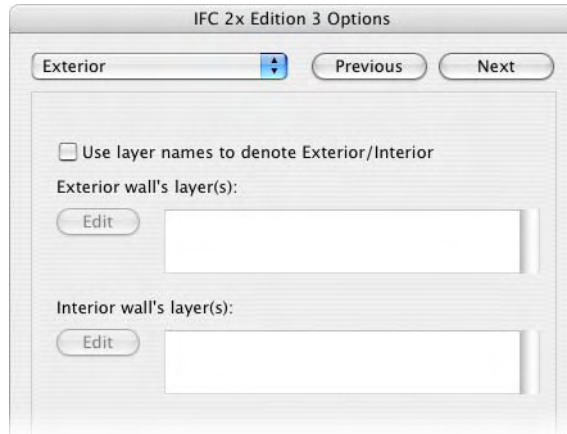 IFC 2x Edition 3 Options
Exterior Previous Next
Use layer names to denote Exterior/Interior
Exterior wall's layer(s):
Edit
Interior wall's layer(s):
Edit